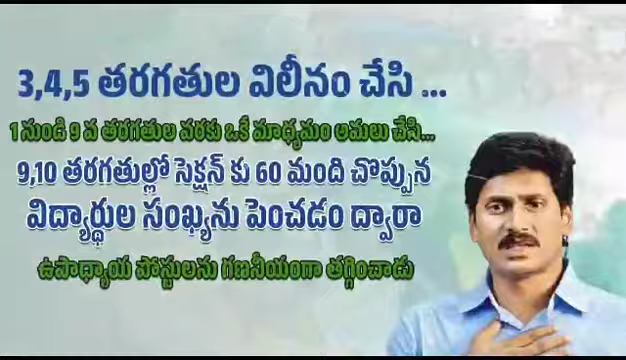 3,4,5 తరగతుల విలీనం చేసి ...
1 నుండి 9 వ తరగతుల వరకు ఒకే మాధ్యమం అమలు చేసి...
9,10 తరగతుల్లో సెక్షన్ కు 60 మంది చొప్పున
విద్యార్థుల సంఖ్యను పెంచడం ద్వారా
ఉపాధ్యాయ పోస్టులను గణనీయంగా తగ్గించాడు